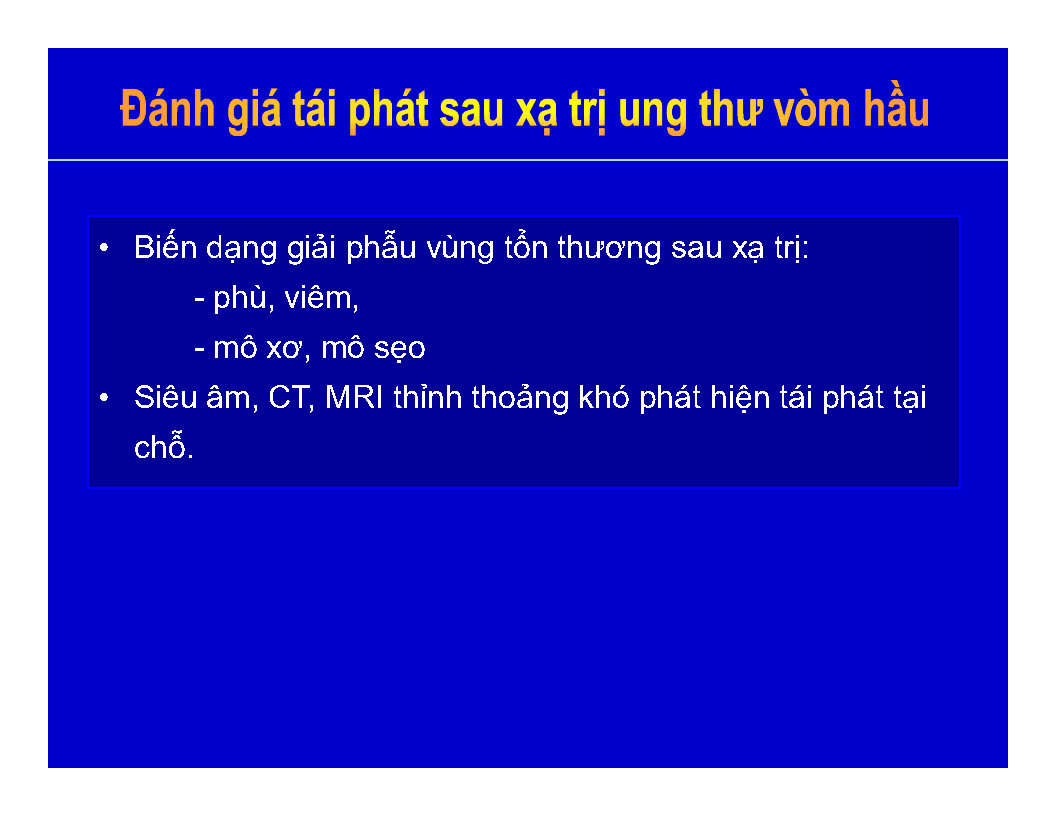 Đánh giá tái phát sau xạ trị ung thư vòm hầu
• Biến dạng giải phẫu vùng tổn thương sau xạ trị:
- phù, viêm,
- mô xơ, mô sẹo
• Siêu âm, CT, MRI thỉnh thoảng khó phát hiện tái phát tại
chỗ.